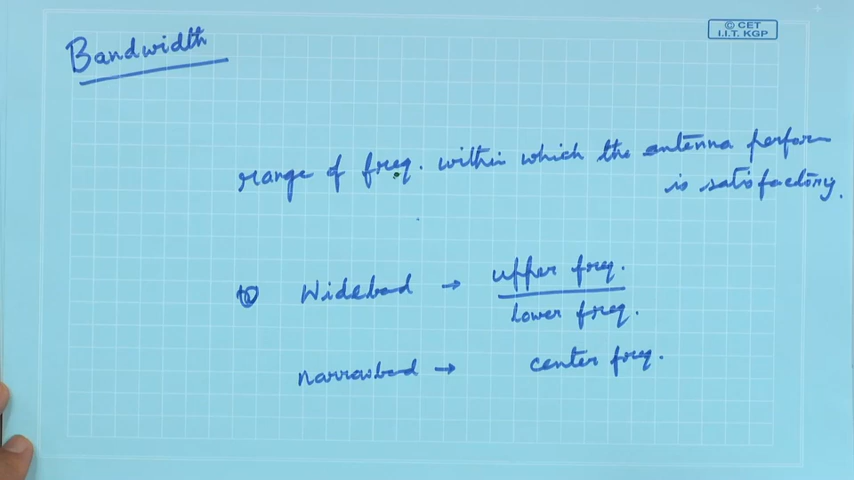 Bandwidth
© CET
I.I.T. KGP
range of freq. within which the antenna perfor
is satisfactory.
Wideband → upper freq.
lower freq.
narrowband → center freq.